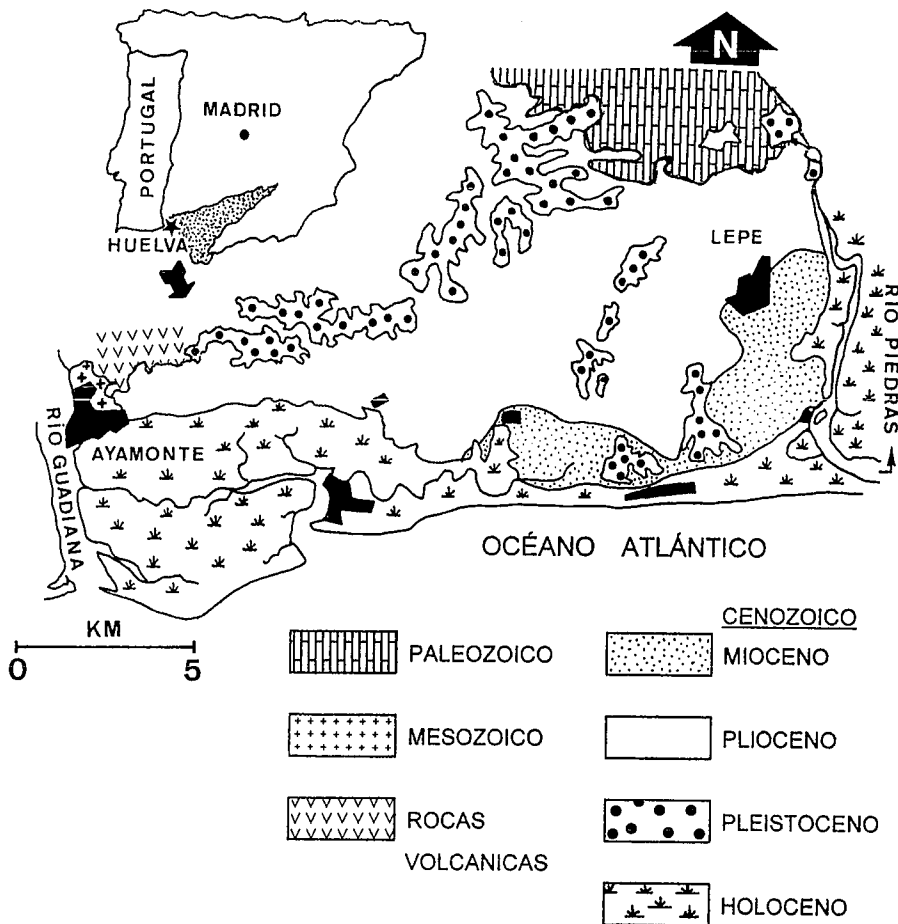 N
PORTUGAL
MADRID
HUELVA
LEPE
RÍO PIEDRAS
AYAMONTE
RÍO GUADIANA
OCÉANO ATLÁNTICO
KM
0 5
CENOZOICO
PALEOZOICO
MIOCENO
MESOZOICO
PLIOCENO
ROCAS
VOLCANICAS
PLEISTOCENO
HOLOCENO